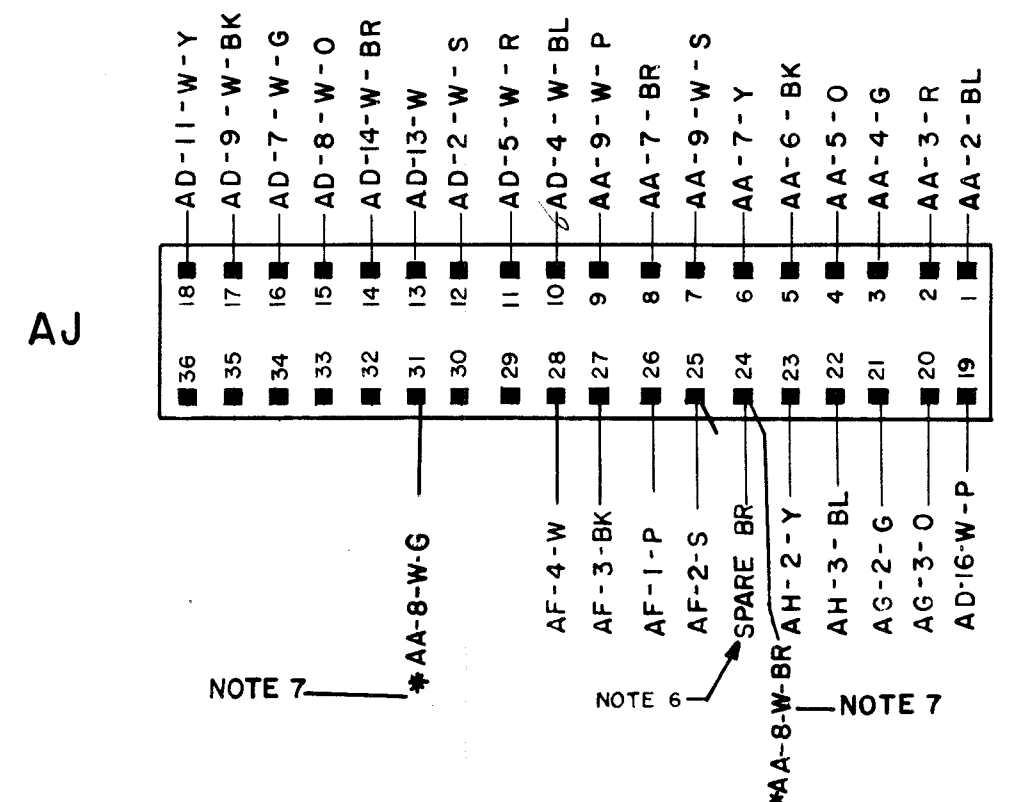 AD-11-W-Y
AD-9-W-BK
AD-7-W-G
AD-8-W-O
AD-14-W-BR
AD-13-W
AD-2-W-S
AD-5-W-R
AD-4-W-BL
AA-9-W-P
AA-7-BR
AA-9-W-S
AA-7-Y
AA-6-BK
AA-5-O
AA-4-G
AA-3-R
AA-2-BL
AJ
18 17 16 15 14 13 12 11 10 9 8 7 6 5 4 3 2 1
36 35 34 33 32 31 30 29 28 27 26 25 24 23 22 21 20 19
*AA-8-W-G
AF-4-W
AF-3-BK
AF-1-P
AF-2-S
SPARE BR
*AA-8-W-BR
AH-2-Y
AH-3-BL
AG-2-G
AG-3-O
AD-16-W-P
NOTE 7
NOTE 6
NOTE 7